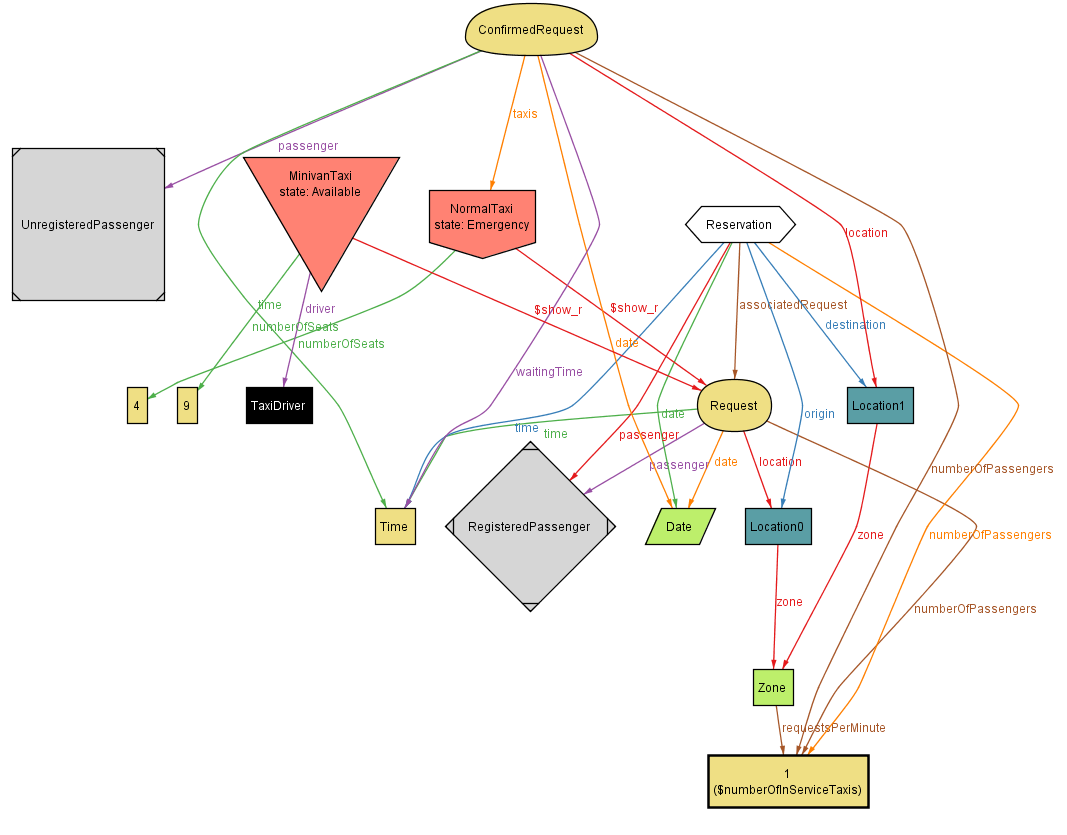 ConfirmedRequest
taxis
passenger
MinivanTaxi
state: Available
NormalTaxi
state: Emergency
UnregisteredPassenger
Reservation
location
time
driver
$show_r
$show_r
associatedRequest
numberOfSeats
destination
numberOfSeats
date
waitingTime
4
9
TaxiDriver
Request
Location1
date
origin
time
time
passenger
passenger
date
location
numberOfPassengers
Time
RegisteredPassenger
Date
Location0
zone
numberOfPassengers
zone
numberOfPassengers
Zone
requestsPerMinute
1
($numberOfInServiceTaxis)